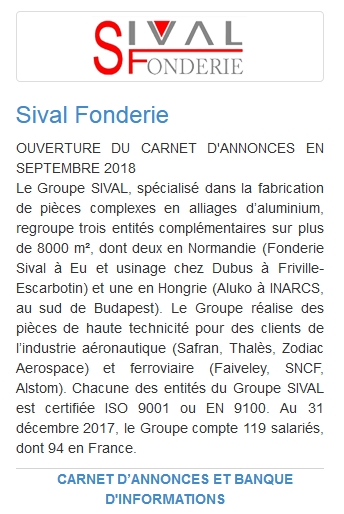 SIVAL
FONDERIE
Sival Fonderie
OUVERTURE DU CARNET D'ANNONCES EN
SEPTEMBRE 2018
Le Groupe SIVAL, spécialisé dans la fabrication
de pièces complexes en alliages d’aluminium,
regroupe trois entités complémentaires sur plus
de 8000 m², dont deux en Normandie (Fonderie
Sival à Eu et usinage chez Dubus à Friville-
Escarbotin) et une en Hongrie (Aluko à INARCS,
au sud de Budapest). Le Groupe réalise des
pièces de haute technicité pour des clients de
l’industrie aéronautique (Safran, Thalès, Zodiac
Aerospace) et ferroviaire (Faiveley, SNCF,
Alstom). Chacune des entités du Groupe SIVAL
est certifiée ISO 9001 ou EN 9100. Au 31
décembre 2017, le Groupe compte 119 salariés,
dont 94 en France.
CARNET D’ANNONCES ET BANQUE
D'INFORMATIONS